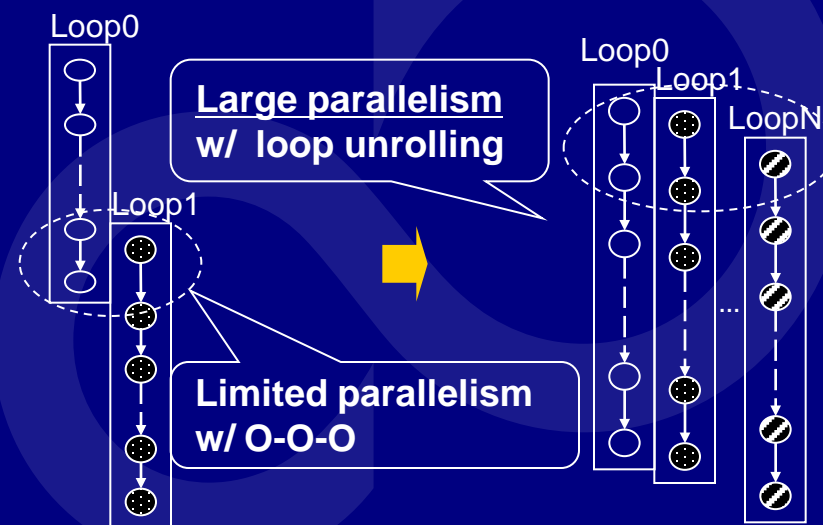 Loop0
Loop1
Large parallelism
w/ loop unrolling
Limited parallelism
w/ O-O-O
Loop0
Loop1
LoopN
...